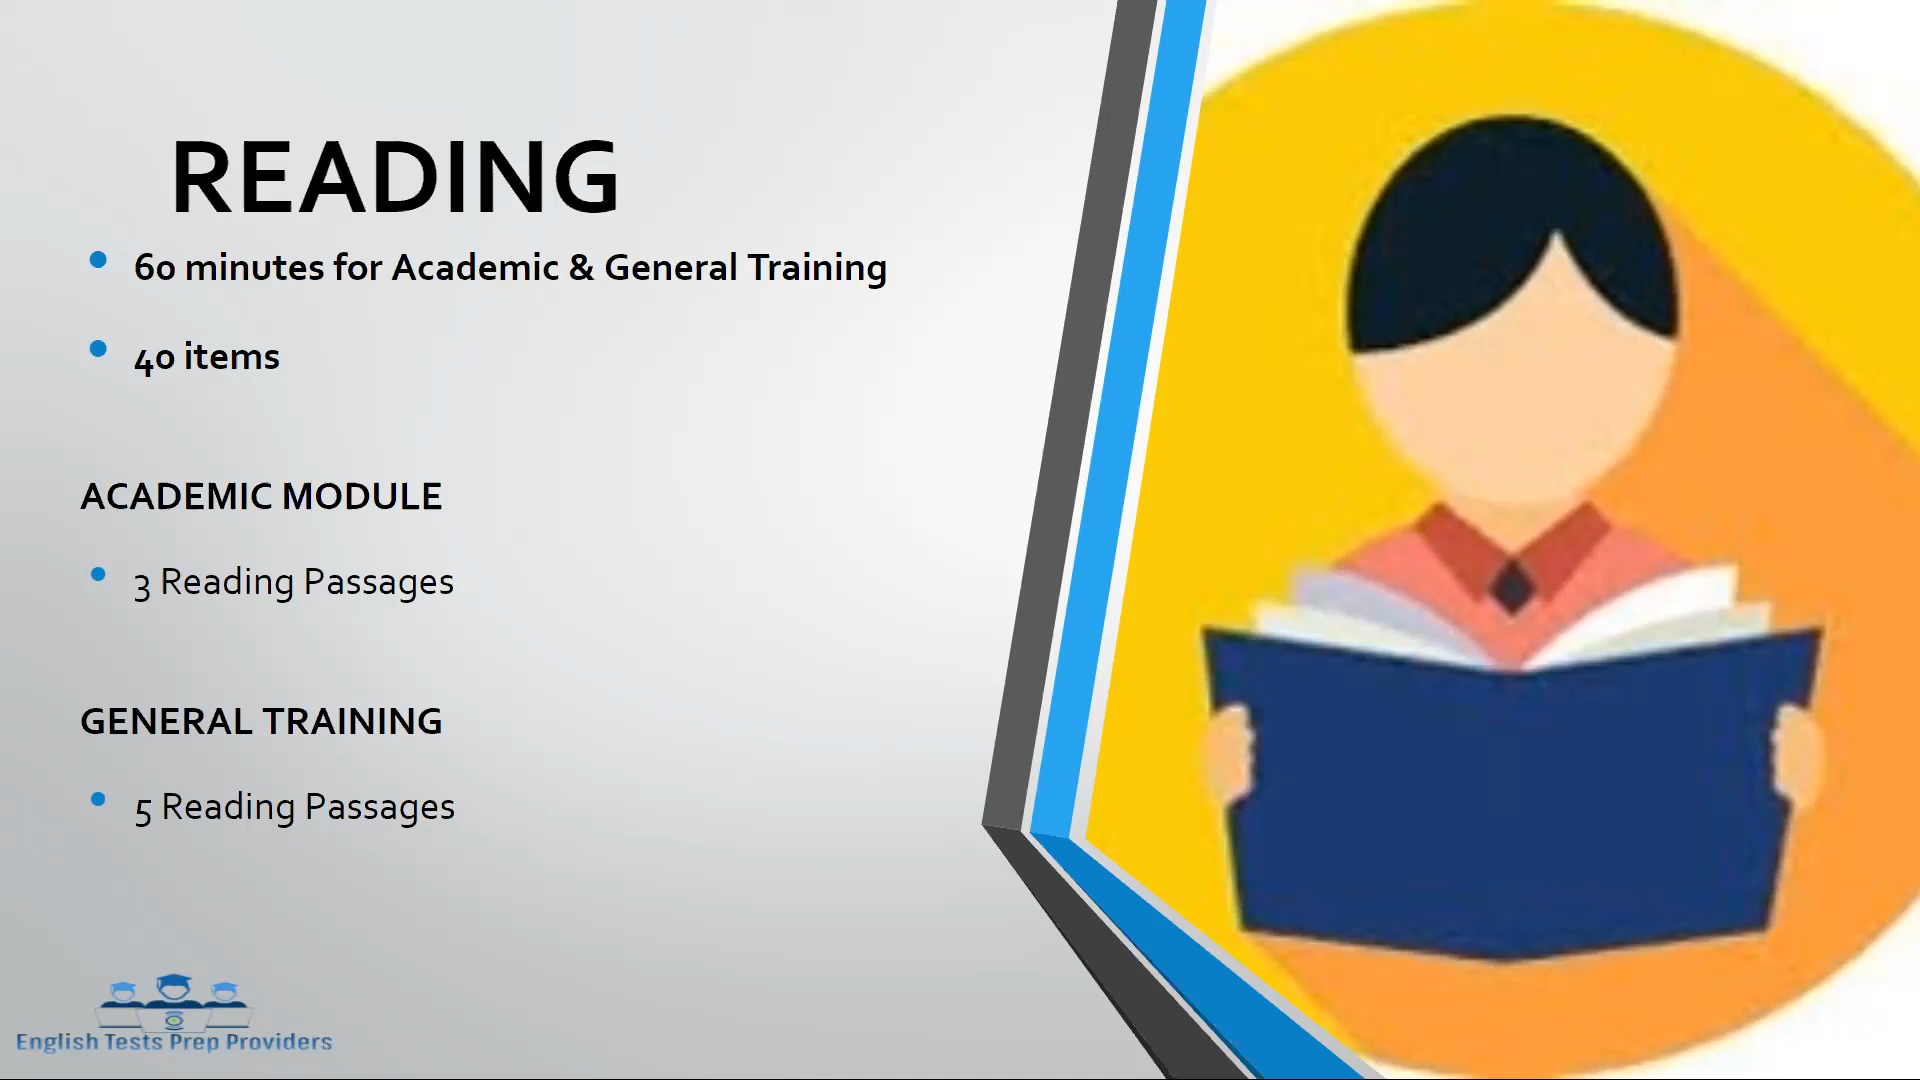 READING
60 minutes for Academic & General Training
40 items
ACADEMIC MODULE
3 Reading Passages
GENERAL TRAINING
5 Reading Passages
English Tests Prep Providers